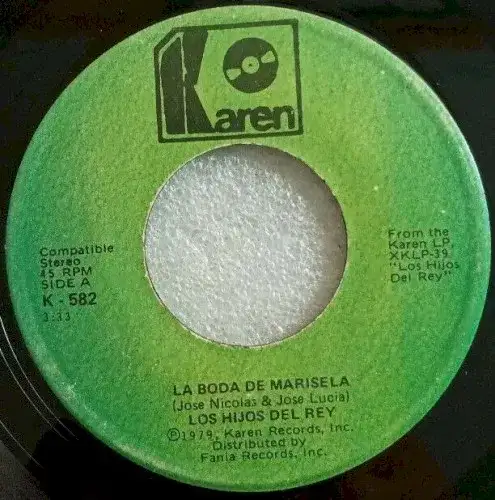 Karen
Compatible
Stereo
45 RPM
SIDE A
K - 582
3:33
From the
Karen LP,
XKLP-39,
"Los Hijos
Del Rey"
LA BODA DE MARISELA
(Jose Nicolas & Jose Lucia)
LOS HIJOS DEL REY
Ⓟ1979, Karen Records, Inc.
Distributed by
Fania Records, Inc.